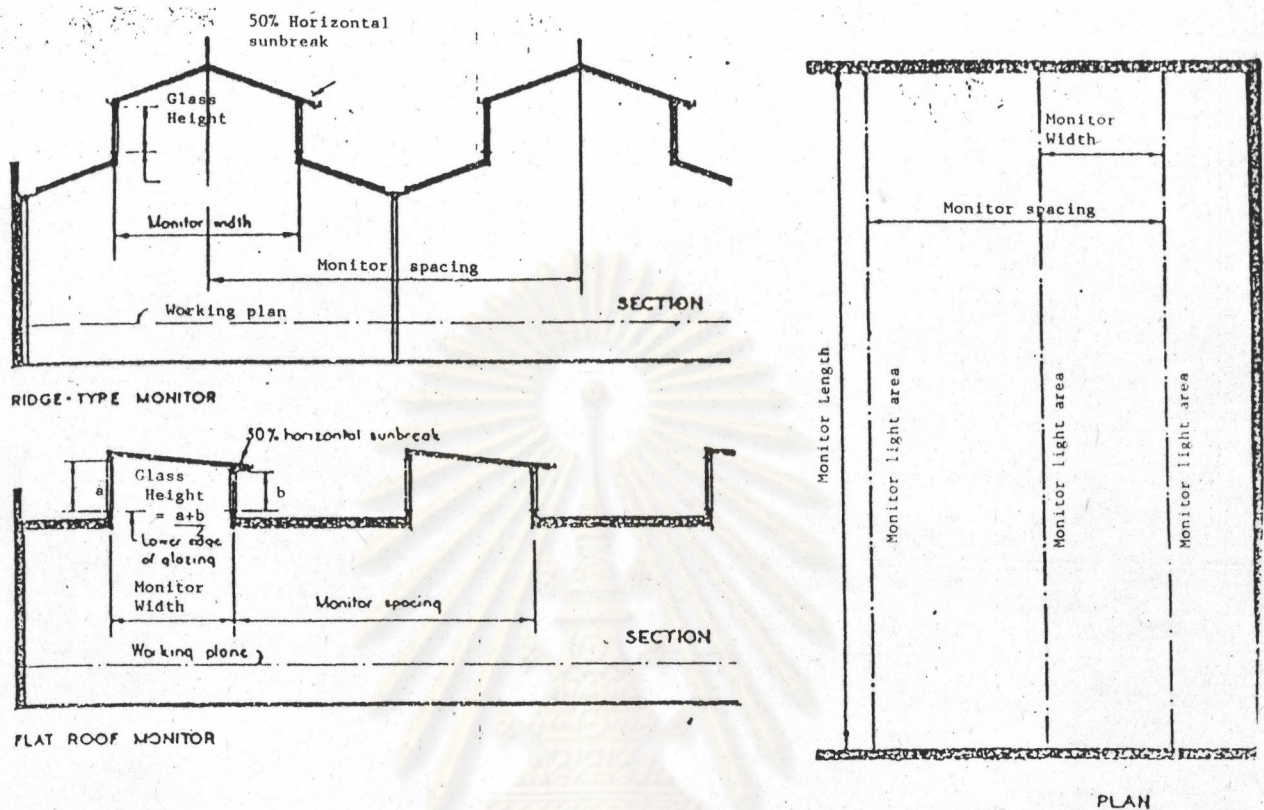 50% Horizontal
sunbreak
Glass
Height
Monitor width
Monitor spacing
SECTION
Working plan
RIDGE-TYPE MONITOR
50% horizontal sunbreak
a
Glass
Height
= a+b
2
b
Lower edge
of glazing
Monitor
Width
Monitor spacing
SECTION
Working plane
FLAT ROOF MONITOR
Monitor
Width
Monitor spacing
Monitor Length
Monitor light area
Monitor light area
Monitor light area
PLAN